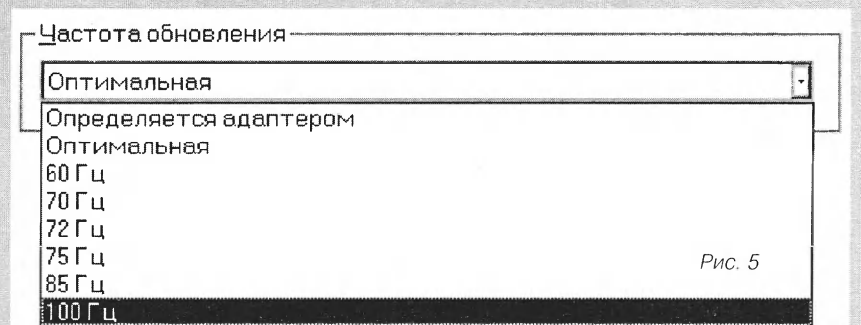 Частота обновления
Оптимальная
Определяется адаптером
Оптимальная
60 Гц
70 Гц
72 Гц
75 Гц
Рис. 5
85 Гц
100 Гц